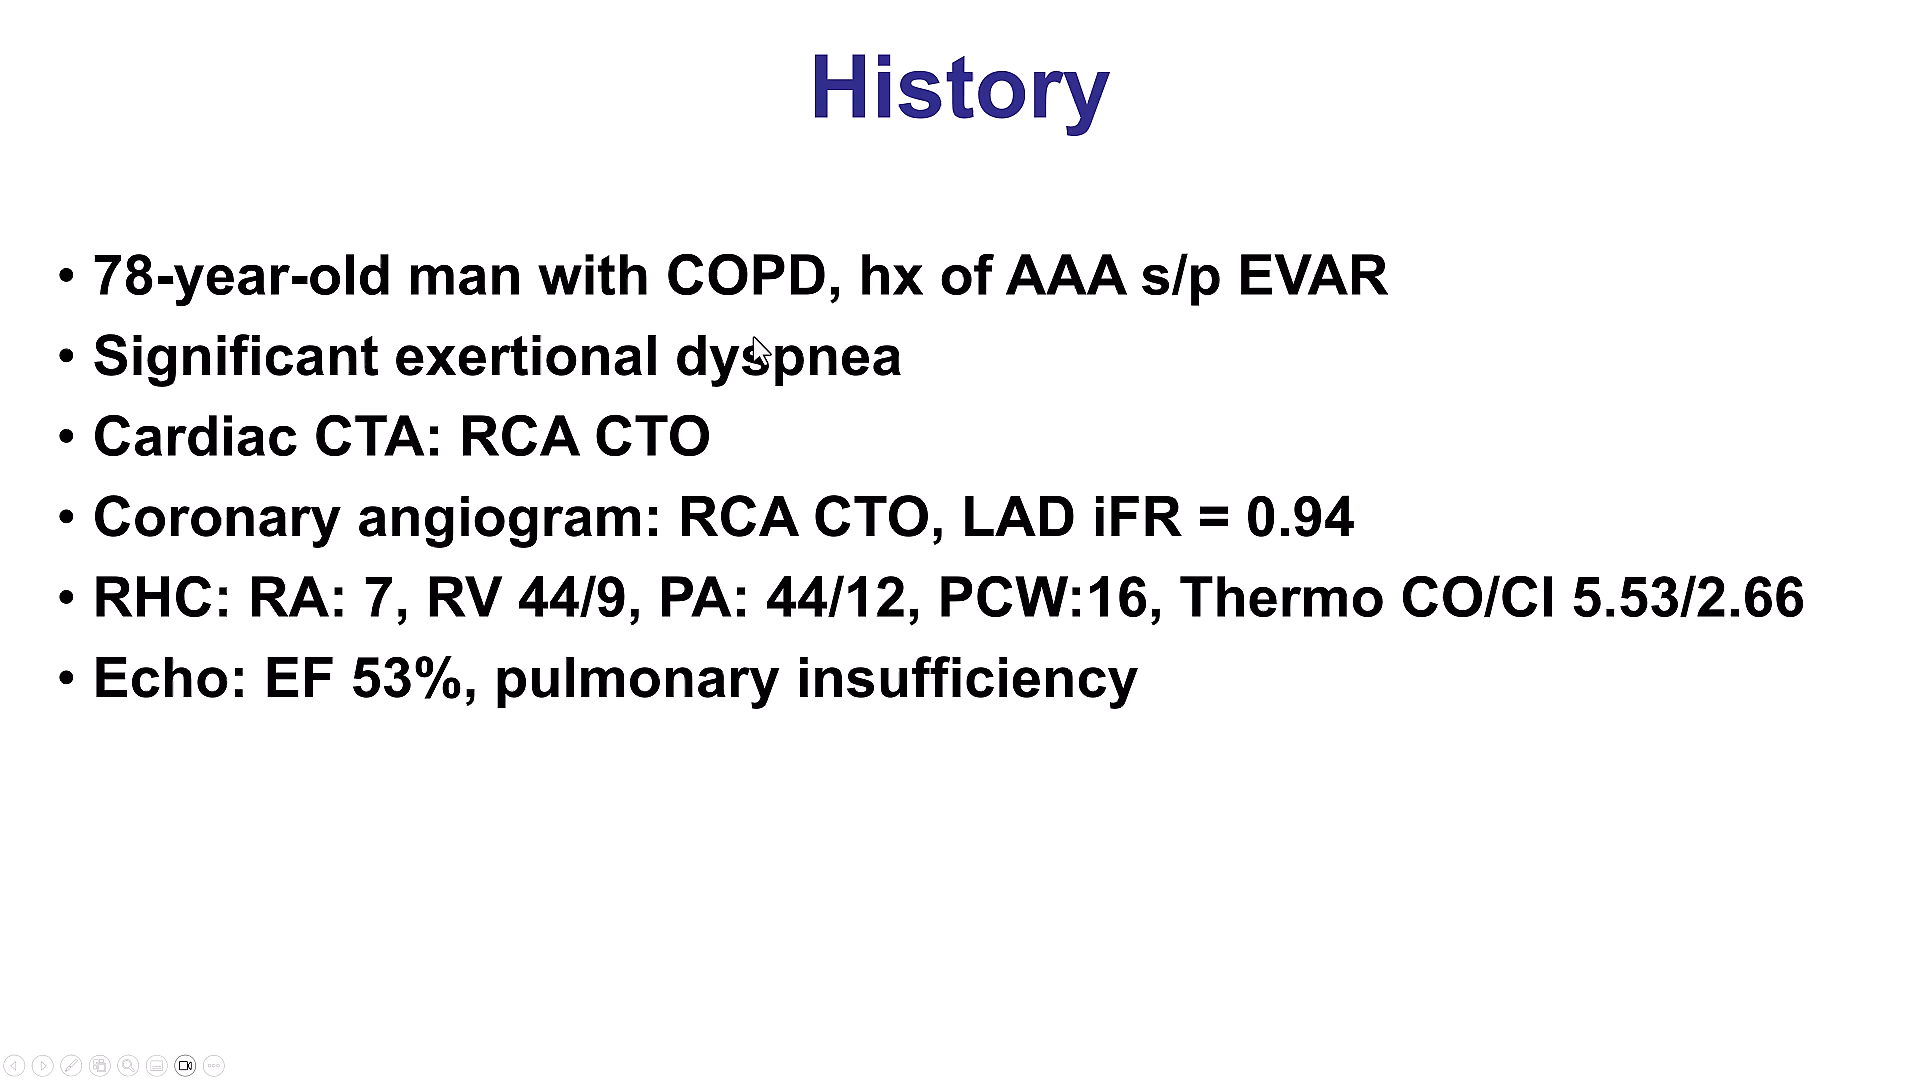 History
• 78-year-old man with COPD, hx of AAA s/p EVAR
• Significant exertional dyspnea
• Cardiac CTA: RCA CTO
• Coronary angiogram: RCA CTO, LAD iFR = 0.94
• RHC: RA: 7, RV 44/9, PA: 44/12, PCW:16, Thermo CO/CI 5.53/2.66
• Echo: EF 53%, pulmonary insufficiency